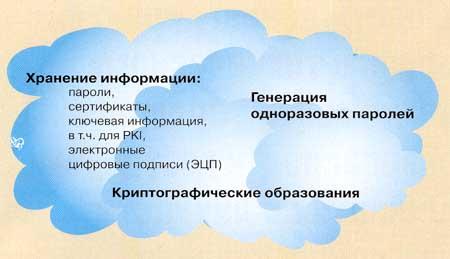 Хранение информации:
пароли,
сертификаты,
ключевая информация,
в т.ч. для PKI,
электронные
цифровые подписи (ЭЦП)
Генерация
одноразовых паролей
Криптографические образования